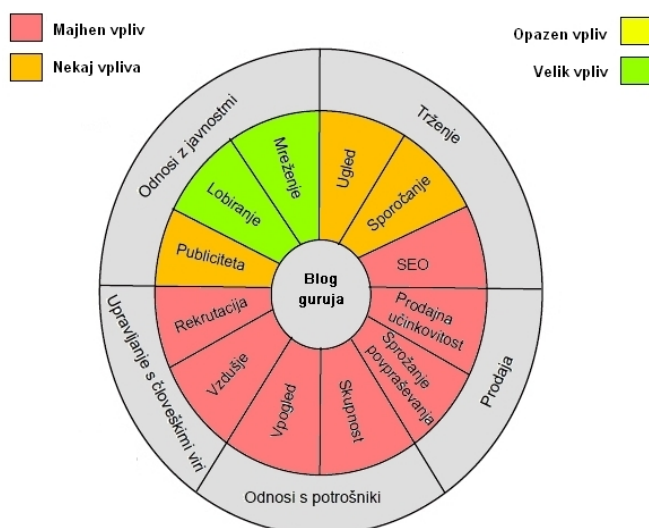 Majhen vpliv
Nekaj vpliva
Opazen vpliv
Velik vpliv
Odnosi z javnostmi
Trženje
Mreženje
Ugled
Lobiranje
Sporočanje
Publiciteta
SEO
Blog
guruja
Rekrutacija
Prodajna
učinkovitost
Vzdušje
Sprožanje
povpraševanja
Vpogled
Skupnost
Upravljanje s človeškimi viri
Prodaja
Odnosi s potrošniki